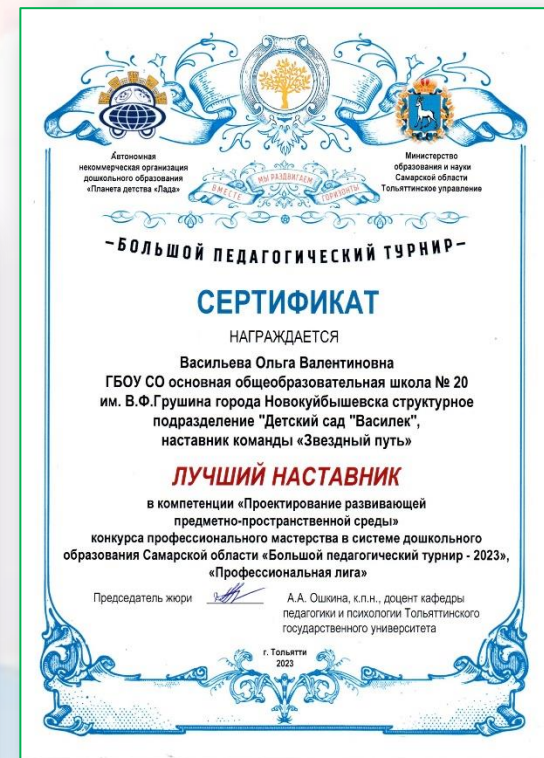 Автономная
некоммерческая организация
дошкольного образования
«Планета детства «Лада»
Министерство
образования и науки
Самарской области
Тольяттинское управление
ВМЕСТЕ МЫ РАЗДВИГАЕМ ГОРИЗОНТЫ
-БОЛЬШОЙ ПЕДАГОГИЧЕСКИЙ ТУРНИР-
СЕРТИФИКАТ
НАГРАЖДАЕТСЯ
Васильева Ольга Валентиновна
ГБОУ СО основная общеобразовательная школа № 20
им. В.Ф.Грушина города Новокуйбышевска структурное
подразделение "Детский сад "Василек",
наставник команды «Звездный путь»
ЛУЧШИЙ НАСТАВНИК
в компетенции «Проектирование развивающей
предметно-пространственной среды»
конкурса профессионального мастерства в системе дошкольного
образования Самарской области «Большой педагогический турнир - 2023»,
«Профессиональная лига»
Председатель жюри
А.А. Ошкина, к.п.н., доцент кафедры
педагогики и психологии Тольяттинского
государственного университета
г. Тольятти
2023